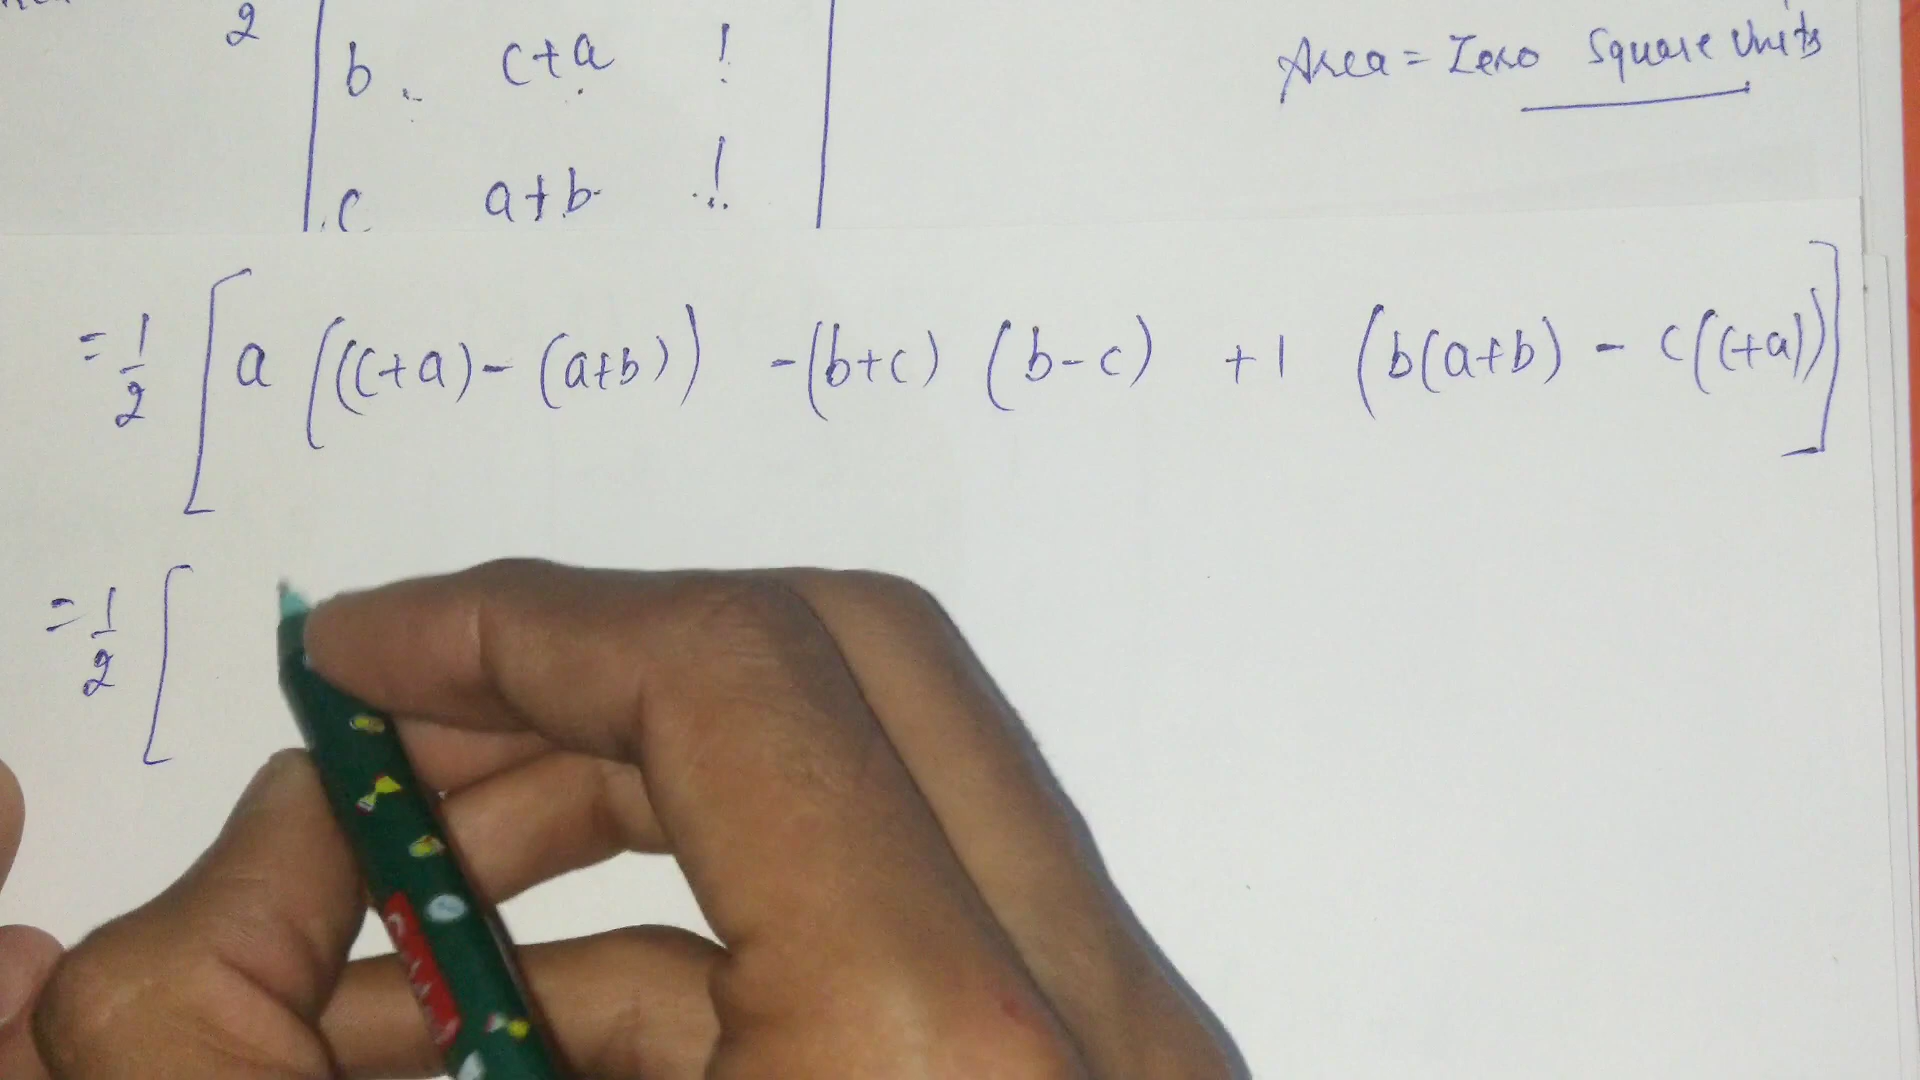 2
b c+a 1
Area = Zero Square Units
c a+b 1
= 1/2 [ a ((c+a) - (a+b)) - (b+c) (b-c) + 1 (b(a+b) - c(c+a)) ]
= 1/2 [